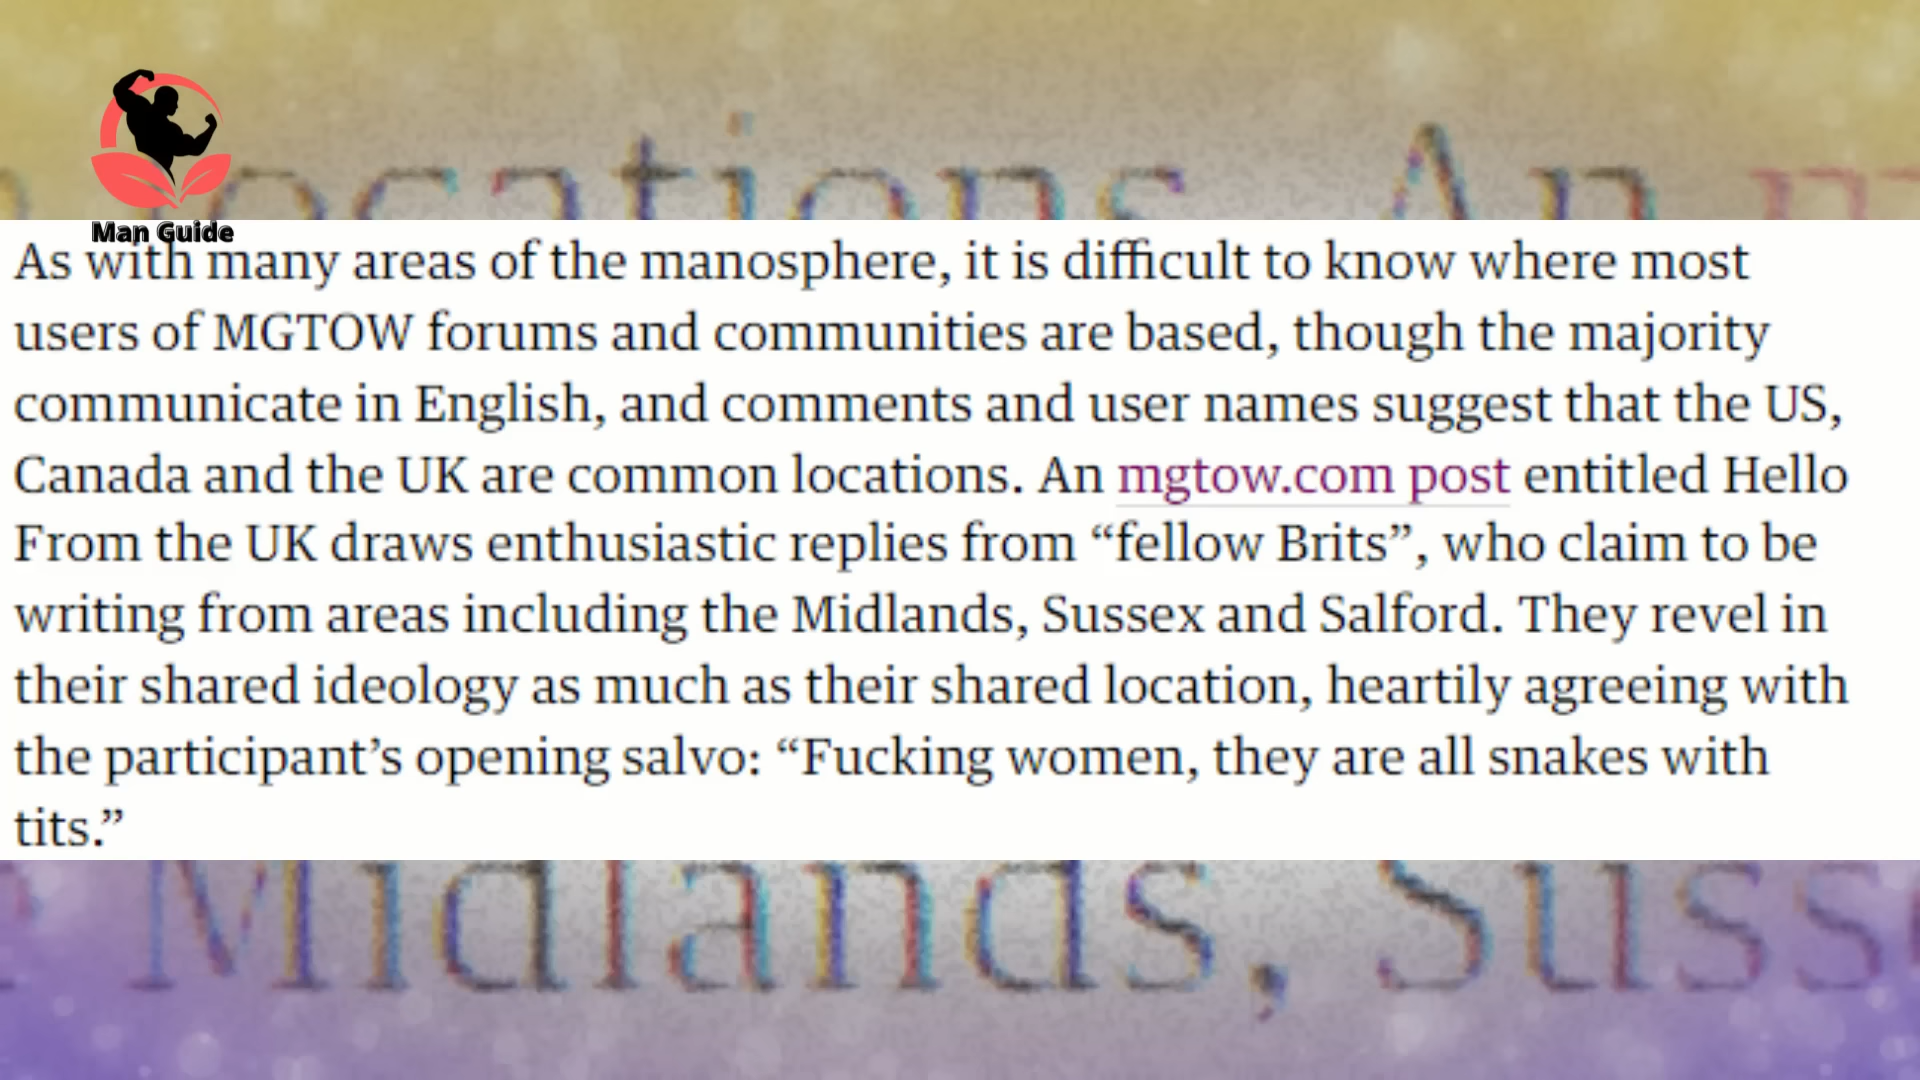 ocations. An
Man Guide
As with many areas of the manosphere, it is difficult to know where most
users of MGTOW forums and communities are based, though the majority
communicate in English, and comments and user names suggest that the US,
Canada and the UK are common locations. An mgtow.com post entitled Hello
From the UK draws enthusiastic replies from “fellow Brits”, who claim to be
writing from areas including the Midlands, Sussex and Salford. They revel in
their shared ideology as much as their shared location, heartily agreeing with
the participant’s opening salvo: “Fucking women, they are all snakes with
tits.”
Midlands, Susse